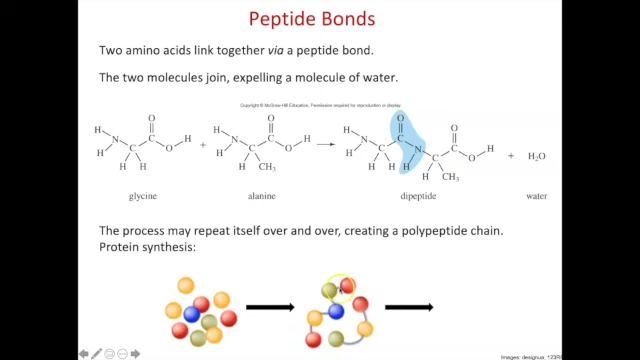 Peptide Bonds
Two amino acids link together via a peptide bond.
The two molecules join, expelling a molecule of water.
Copyright © McGraw-Hill Education. Permission required for reproduction or display.
H N H C H H C O O H + H N H C H CH₃ C O O H → H N H C H H C O N H C H CH₃ C O O H + H₂O
glycine alanine dipeptide water
The process may repeat itself over and over, creating a polypeptide chain.
Protein synthesis:
Images: designua, 123R